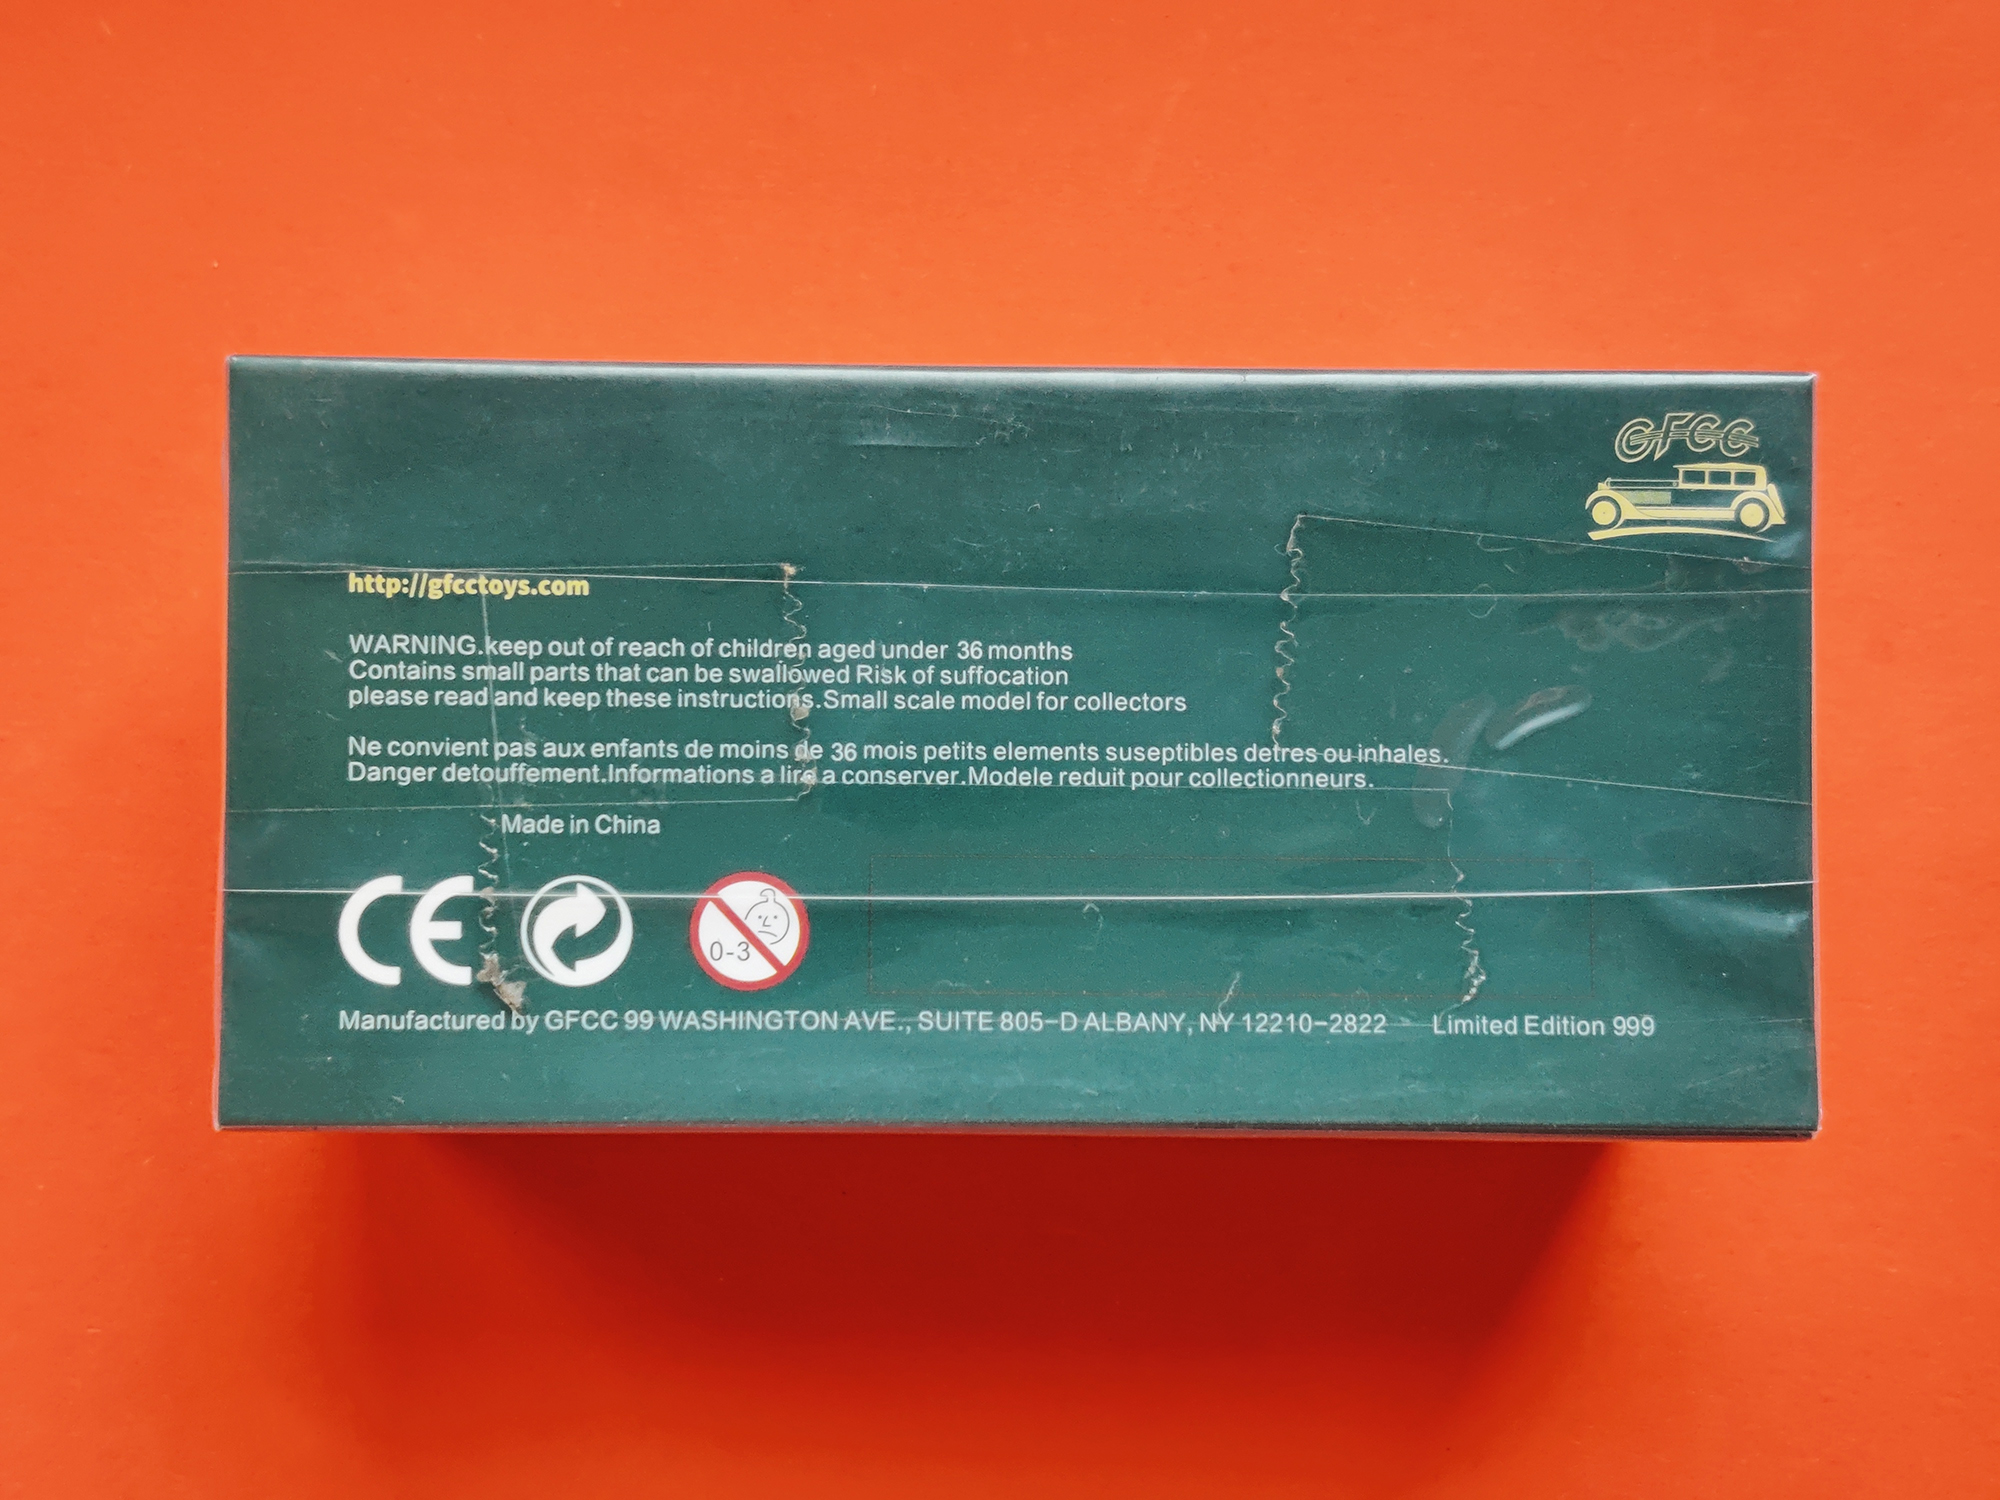 GFCC
http://gfcctoys.com
WARNING.keep out of reach of children aged under 36 months
Contains small parts that can be swallowed Risk of suffocation
please read and keep these instructions.Small scale model for collectors
Ne convient pas aux enfants de moins de 36 mois petits elements suseptibles detres ou inhales.
Danger detouffement.Informations a lire a conserver.Modele reduit pour collectionneurs.
Made in China
CE
0-3
Manufactured by GFCC 99 WASHINGTON AVE., SUITE 805-D ALBANY, NY 12210-2822 Limited Edition 999